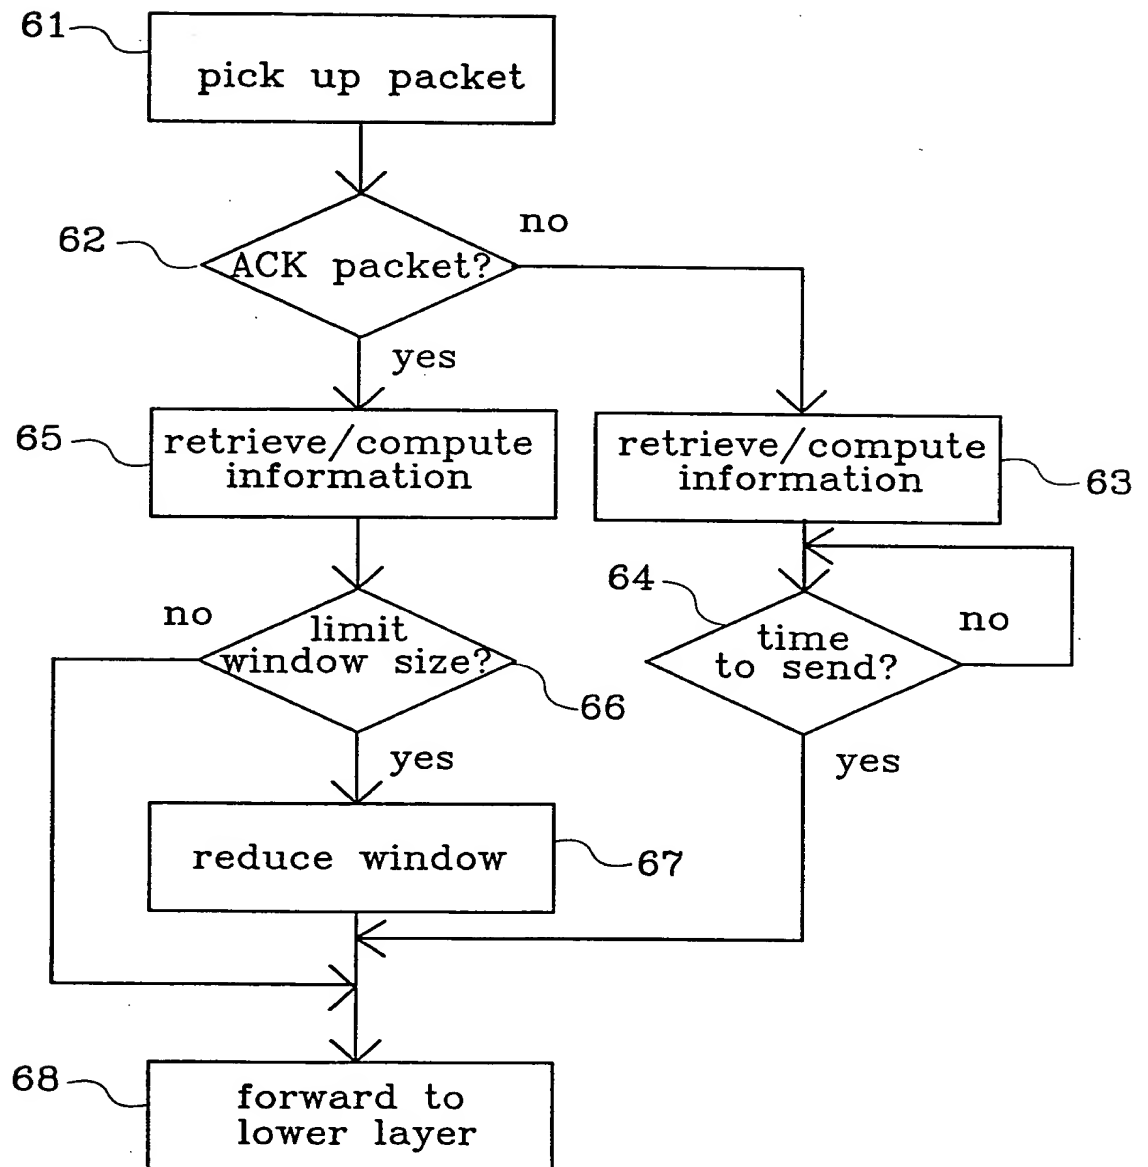 61
pick up packet
62
ACK packet?
no
yes
65
retrieve/compute
information
retrieve/compute
information
63
no
limit
window size?
66
64
time
to send?
no
yes
yes
reduce window
67
68
forward to
lower layer